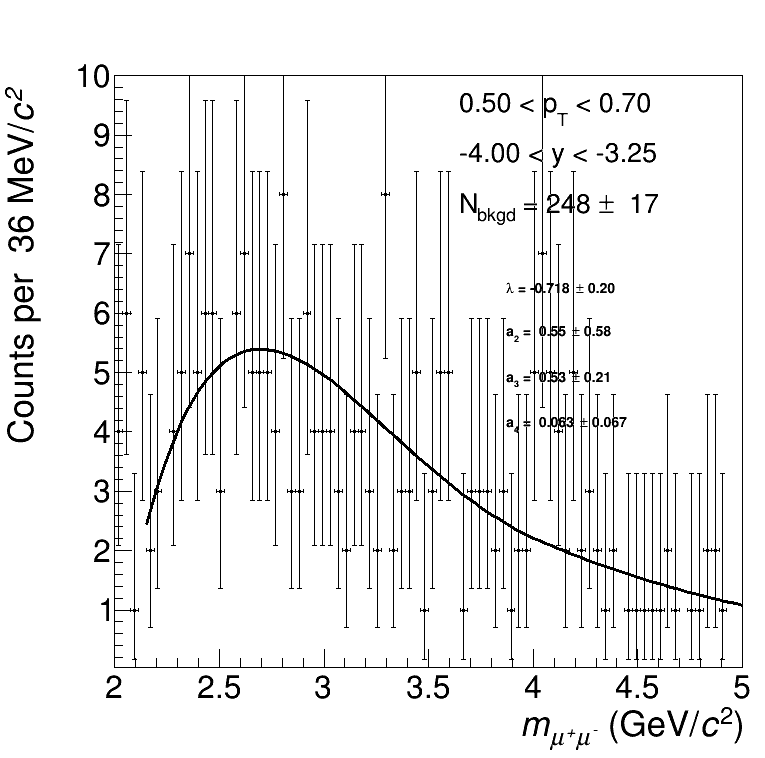 Counts per 36 MeV/c²
10
9
8
7
6
5
4
3
2
1
0.50 < p_T < 0.70
-4.00 < y < -3.25
N_bkgd = 248 ± 17
λ = -0.718 ± 0.20
a_2 = 0.55 ± 0.58
a_3 = 0.53 ± 0.21
a_4 = 0.063 ± 0.067
2 2.5 3 3.5 4 4.5 5
m_μ⁺μ⁻ (GeV/c²)